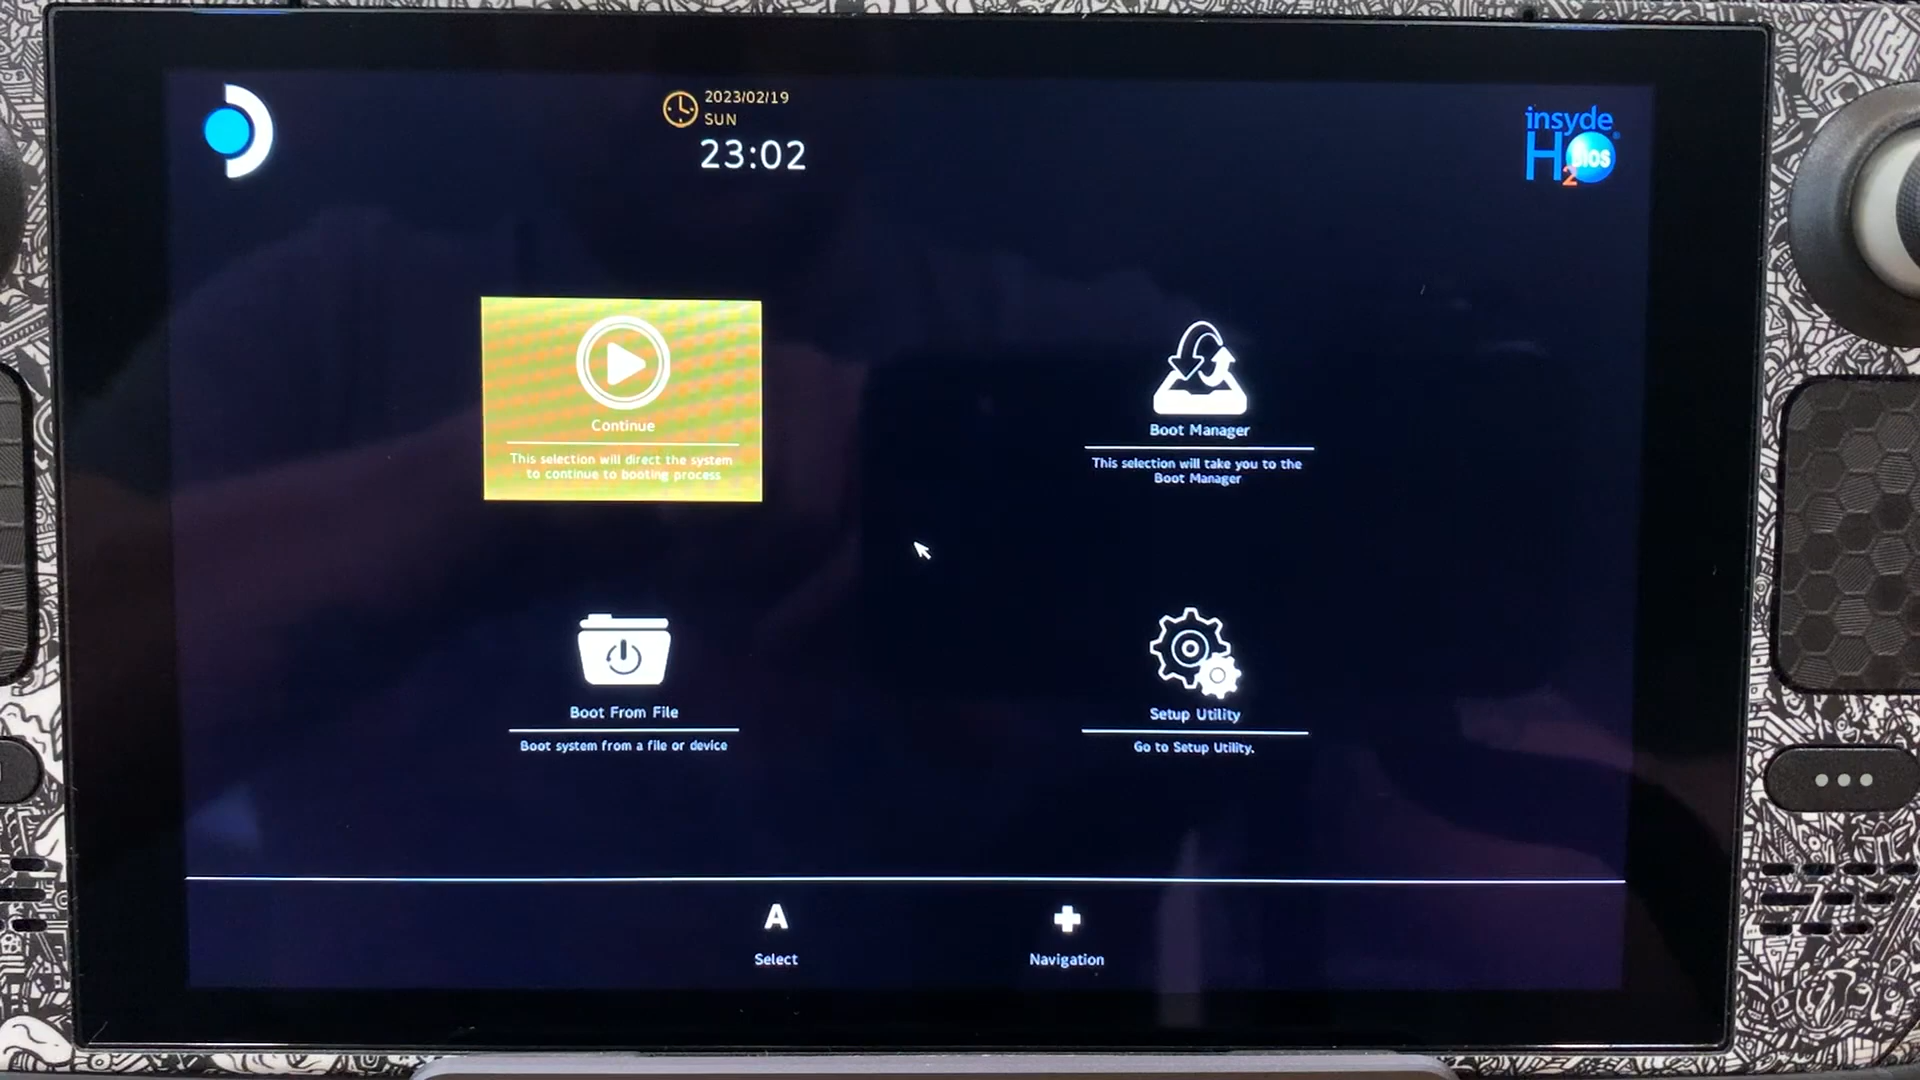 2023/02/19
SUN
23:02
insyde
H2BIOS®
Continue
This selection will direct the system
to continue to booting process
Boot Manager
This selection will take you to the
Boot Manager
Boot From File
Boot system from a file or device
Setup Utility
Go to Setup Utility.
A
Select
Navigation